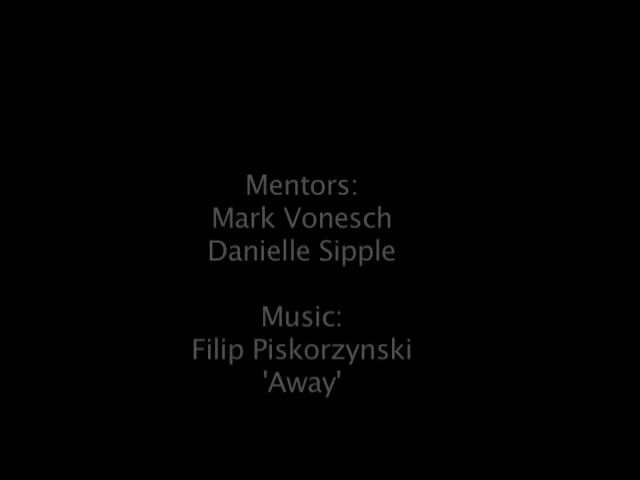 Mentors:
Mark Vonesch
Danielle Sipple
Music:
Filip Piskorzynski
'Away'